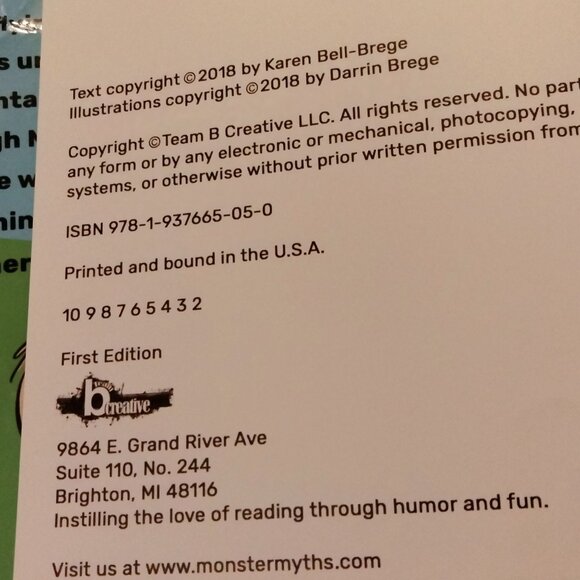 Text copyright ©2018 by Karen Bell-Brege
Illustrations copyright ©2018 by Darrin Brege
Copyright ©Team B Creative LLC. All rights reserved. No part
any form or by any electronic or mechanical, photocopying,
systems, or otherwise without prior written permission from
ISBN 978-1-937665-05-0
Printed and bound in the U.S.A.
10 9 8 7 6 5 4 3 2
First Edition
b creative
9864 E. Grand River Ave
Suite 110, No. 244
Brighton, MI 48116
Instilling the love of reading through humor and fun.
Visit us at www.monstermyths.com